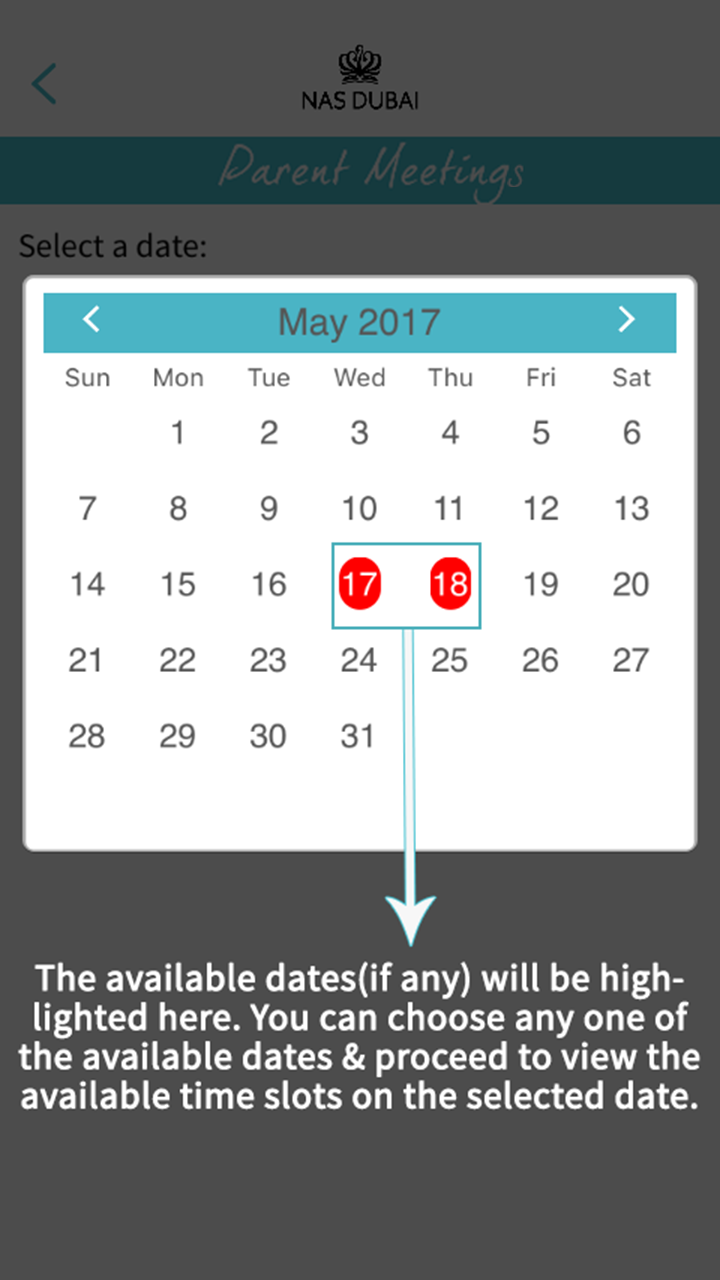 NAS DUBAI
Parent Meetings
Select a date:
May 2017
Sun Mon Tue Wed Thu Fri Sat
1 2 3 4 5 6
7 8 9 10 11 12 13
14 15 16 17 18 19 20
21 22 23 24 25 26 27
28 29 30 31
The available dates(if any) will be high-
lighted here. You can choose any one of
the available dates & proceed to view the
available time slots on the selected date.